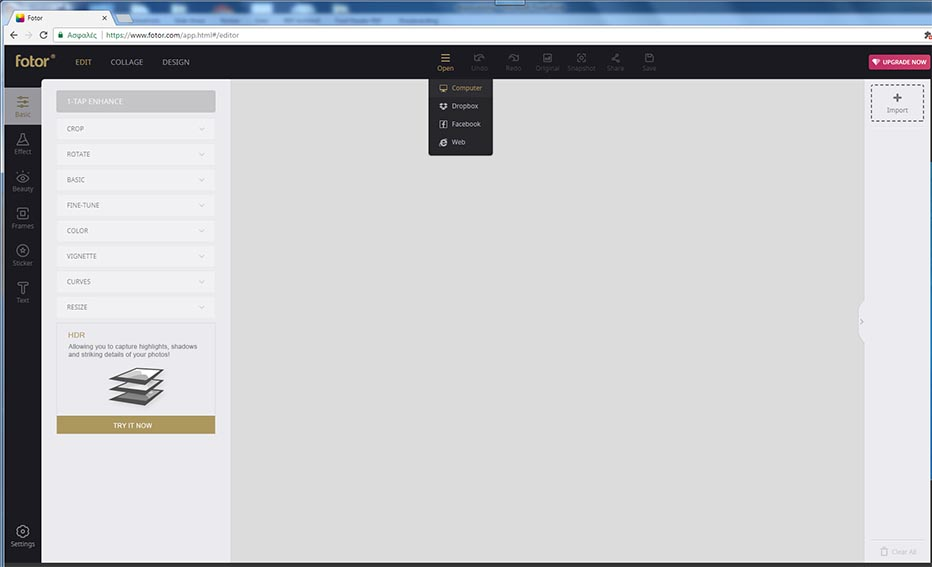 Fotor
Ασφαλές | https://www.fotor.com/app.html#/editor
fotor®
EDIT
COLLAGE
DESIGN
Open
Undo
Redo
Original
Snapshot
Share
Save
UPGRADE NOW
Computer
Dropbox
Facebook
Web
Basic
Effect
Beauty
Frames
Sticker
Text
Settings
1-TAP ENHANCE
CROP
ROTATE
BASIC
FINE-TUNE
COLOR
VIGNETTE
CURVES
RESIZE
HDR
Allowing you to capture highlights, shadows
and striking details of your photos!
TRY IT NOW
Import
Clear All